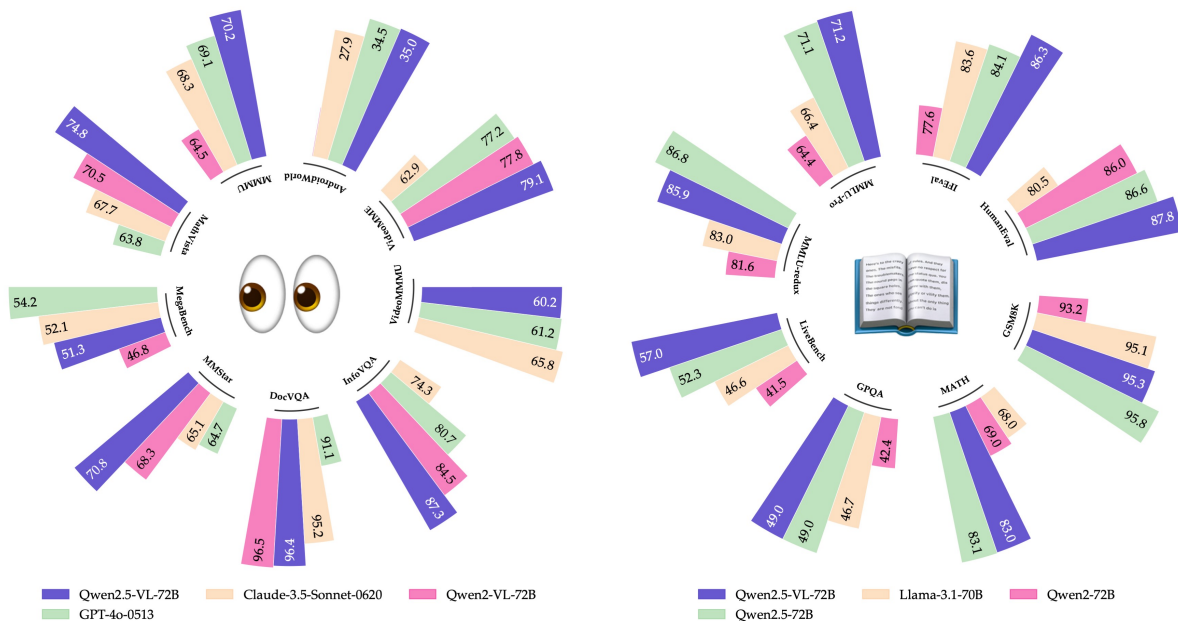 MMMU
64.5
68.3
69.1
70.2
AndroidWorld
27.9
34.5
35.0
VideoMME
62.9
77.2
77.8
79.1
VideoMMMU
60.2
61.2
65.8
InfoVQA
74.3
80.7
84.5
87.3
DocVQA
91.1
95.2
96.4
96.5
MMStar
64.7
65.1
68.3
70.8
MegaBench
46.8
51.3
52.1
54.2
MathVista
63.8
67.7
70.5
74.8
Qwen2.5-VL-72B
Claude-3.5-Sonnet-0620
Qwen2-VL-72B
GPT-4o-0513
MMLU-Pro
64.4
66.4
71.1
71.2
IFEval
77.6
83.6
84.1
86.3
HumanEval
80.5
86.0
86.6
87.8
GSM8K
93.2
95.1
95.3
95.8
MATH
68.0
69.0
83.0
83.1
GPQA
42.4
46.7
49.0
49.0
LiveBench
41.5
46.6
52.3
57.0
MMLU-redux
81.6
83.0
85.9
86.8
Qwen2.5-VL-72B
Llama-3.1-70B
Qwen2-72B
Qwen2.5-72B